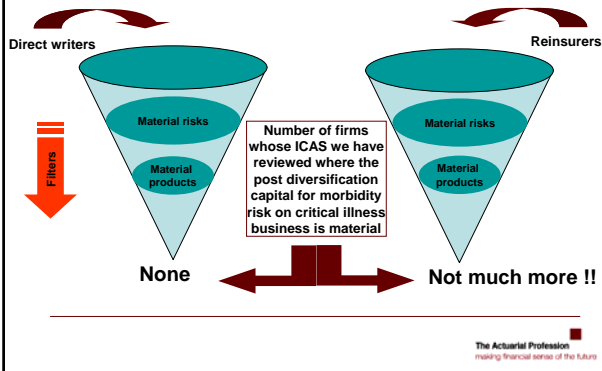 Direct writers
Reinsurers
Material risks
Material
products
Filters
Number of firms
whose ICAS we have
reviewed where the
post diversification
capital for morbidity
risk on critical illness
business is material
Material risks
Material
products
None
Not much more !!
The Actuarial Profession
making financial sense of the future